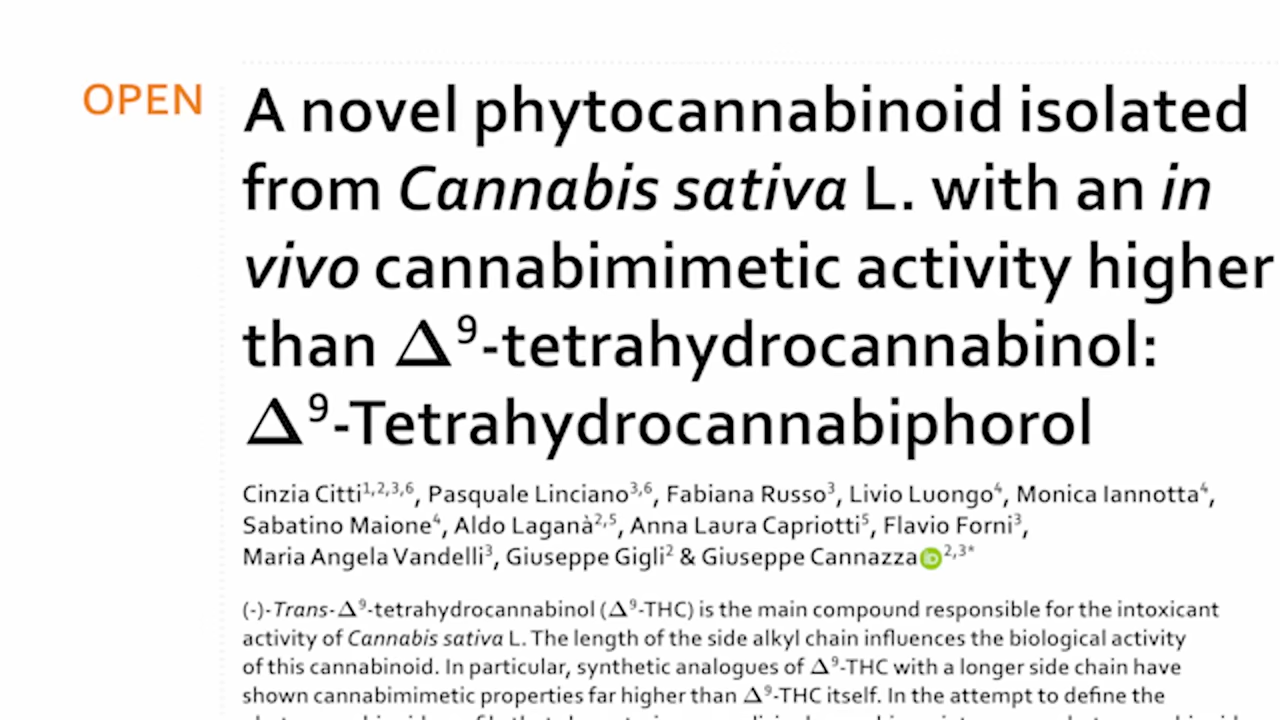 OPEN
A novel phytocannabinoid isolated
from Cannabis sativa L. with an in
vivo cannabimimetic activity higher
than Δ⁹-tetrahydrocannabinol:
Δ⁹-Tetrahydrocannabiphorol
Cinzia Citti¹,²,³,⁶, Pasquale Linciano³,⁶, Fabiana Russo³, Livio Luongo⁴, Monica Iannotta⁴,
Sabatino Maione⁴, Aldo Laganà²,⁵, Anna Laura Capriotti⁵, Flavio Forni³,
Maria Angela Vandelli³, Giuseppe Gigli² & Giuseppe Cannazza iD ²,³*
(-)-Trans-Δ⁹-tetrahydrocannabinol (Δ⁹-THC) is the main compound responsible for the intoxicant
activity of Cannabis sativa L. The length of the side alkyl chain influences the biological activity
of this cannabinoid. In particular, synthetic analogues of Δ⁹-THC with a longer side chain have
shown cannabimimetic properties far higher than Δ⁹-THC itself. In the attempt to define the